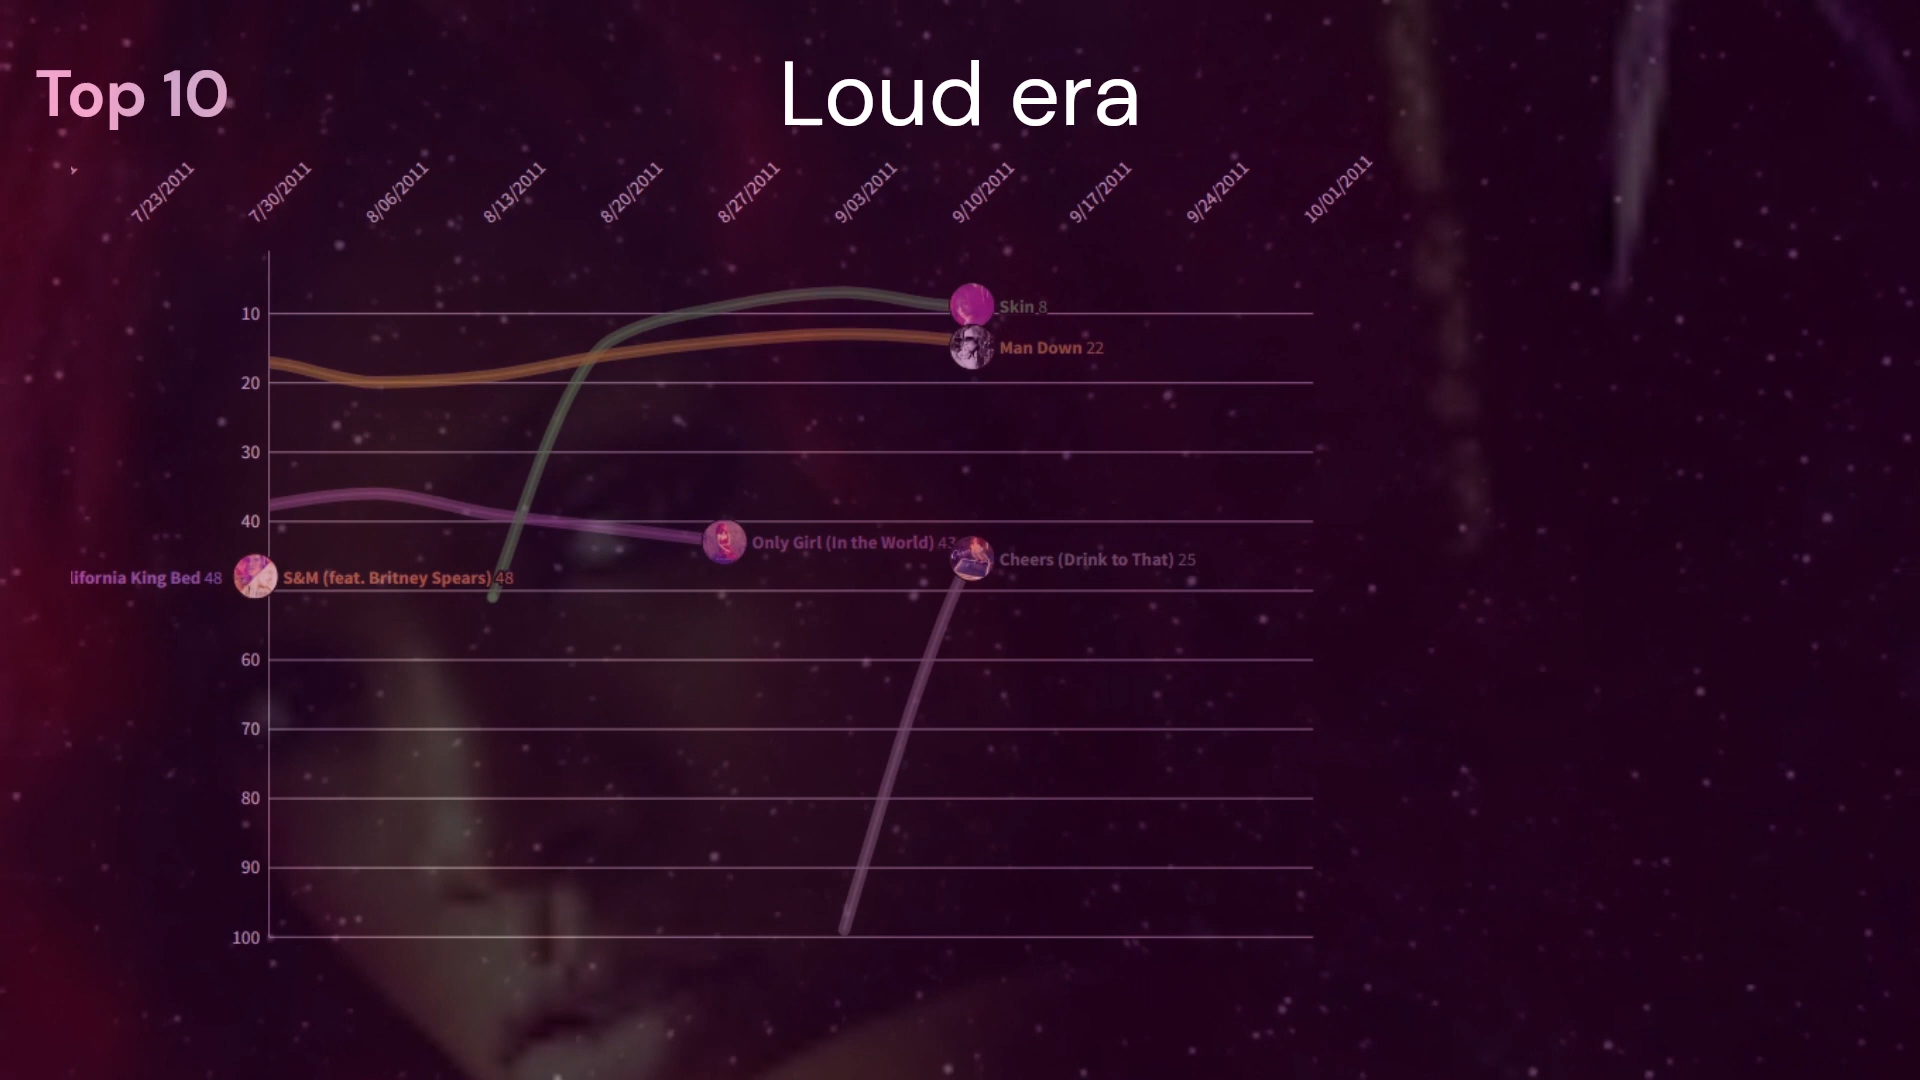 Top 10
Loud era
7/23/2011
7/30/2011
8/06/2011
8/13/2011
8/20/2011
8/27/2011
9/03/2011
9/10/2011
9/17/2011
9/24/2011
10/01/2011
10
Skin 8
Man Down 22
20
30
40
Only Girl (In the World) 43
Cheers (Drink to That) 25
lifornia King Bed 48
S&M (feat. Britney Spears) 48
60
70
80
90
100